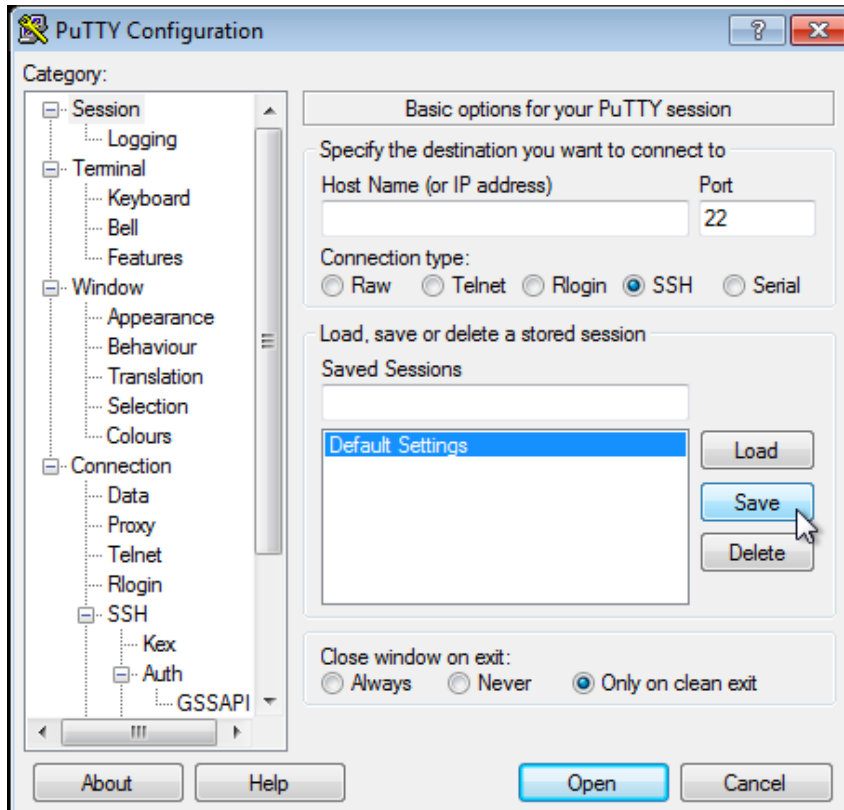 PuTTY Configuration
Category:
Session
Logging
Terminal
Keyboard
Bell
Features
Window
Appearance
Behaviour
Translation
Selection
Colours
Connection
Data
Proxy
Telnet
Rlogin
SSH
Kex
Auth
GSSAPI
Basic options for your PuTTY session
Specify the destination you want to connect to
Host Name (or IP address) Port
22
Connection type:
Raw Telnet Rlogin SSH Serial
Load, save or delete a stored session
Saved Sessions
Default Settings
Load
Save
Delete
Close window on exit:
Always Never Only on clean exit
About Help Open Cancel